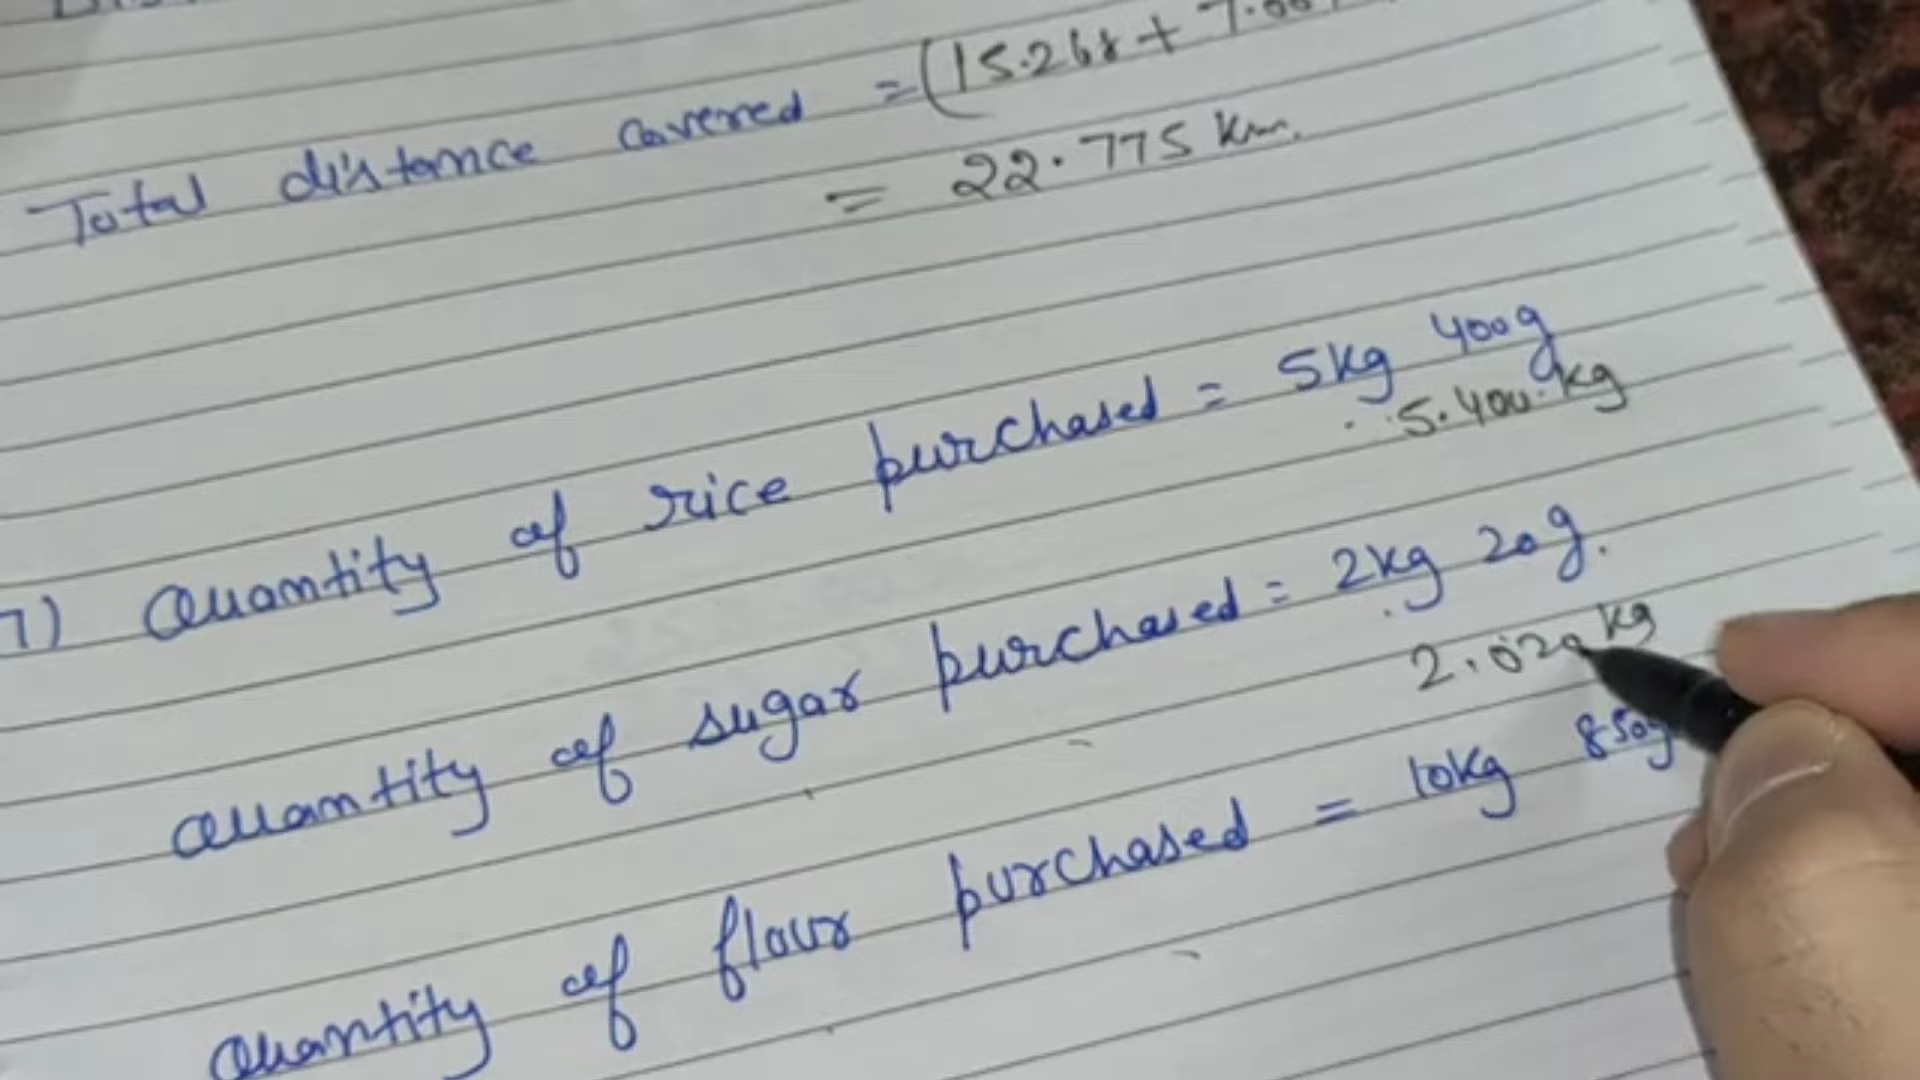 Total distance covered = (15.268 +
= 22.775 Km.
7) Quantity of rice purchased = 5kg 400g
5.400 kg
Quantity of sugar purchased = 2kg 20g.
2.020 kg
Quantity of flour purchased = 10kg 850g